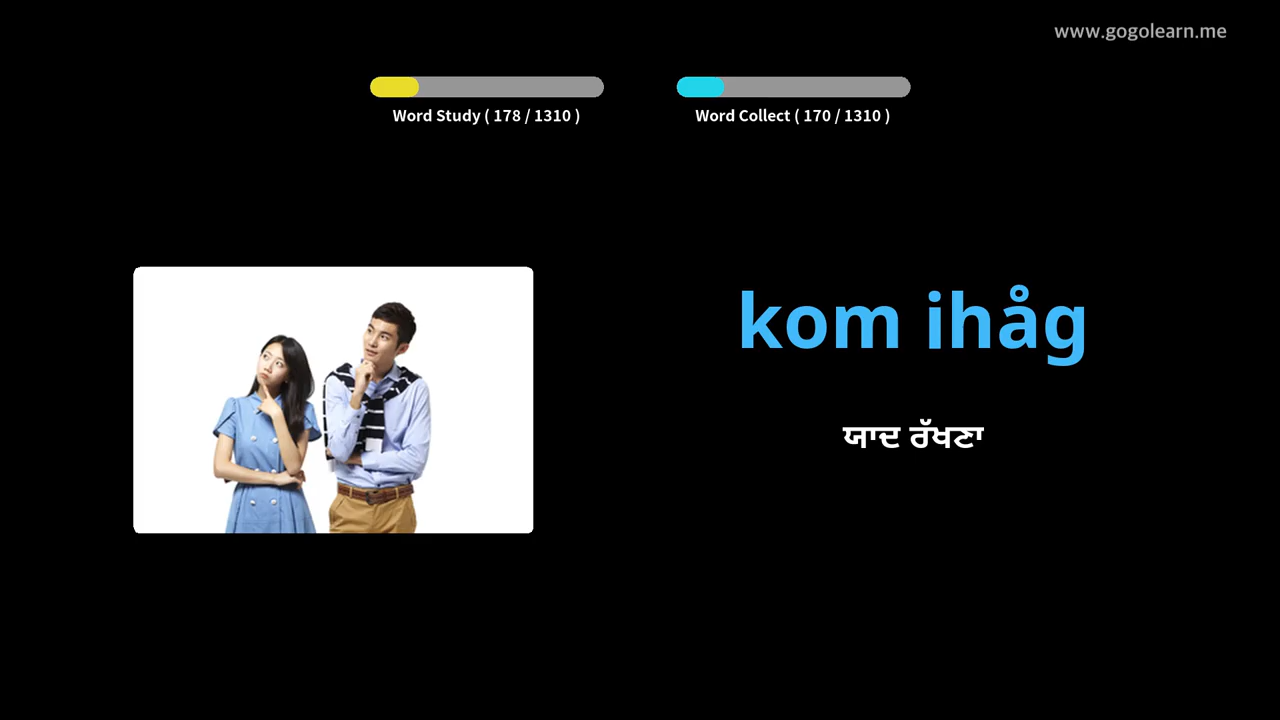 www.gogolearn.me
Word Study ( 178 / 1310 )
Word Collect ( 170 / 1310 )
kom ihåg
ਯਾਦ ਰੱਖਣਾ